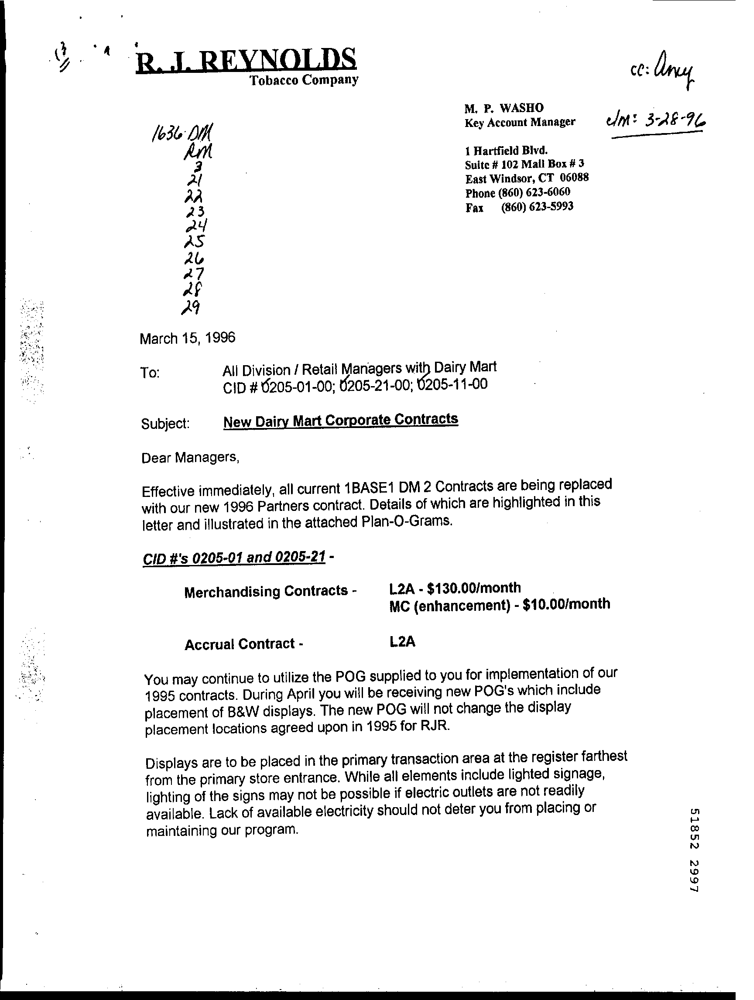 R. J. REYNOLDS
Tobacco Company
cc:
M. P. WASHO
Key Account Manager
c/m: 3-28-96
1 Hartfield Blvd.
Suite # 102 Mall Box # 3
East Windsor, CT 06088
Phone (860) 623-6060
Fax (860) 623-5993
1636 DM
RM
3
21
22
23
24
25
26
27
28
29
March 15, 1996
To: All Division / Retail Managers with Dairy Mart
CID # 0205-01-00; 0205-21-00; 0205-11-00
Subject: New Dairy Mart Corporate Contracts
Dear Managers,
Effective immediately, all current 1BASE1 DM 2 Contracts are being replaced
with our new 1996 Partners contract. Details of which are highlighted in this
letter and illustrated in the attached Plan-O-Grams.
CID #'s 0205-01 and 0205-21 -
Merchandising Contracts - L2A - $130.00/month
MC (enhancement) - $10.00/month
Accrual Contract - L2A
You may continue to utilize the POG supplied to you for implementation of our
1995 contracts. During April you will be receiving new POG's which include
placement of B&W displays. The new POG will not change the display
placement locations agreed upon in 1995 for RJR.
Displays are to be placed in the primary transaction area at the register farthest
from the primary store entrance. While all elements include lighted signage,
lighting of the signs may not be possible if electric outlets are not readily
available. Lack of available electricity should not deter you from placing or
maintaining our program.
51852 2997